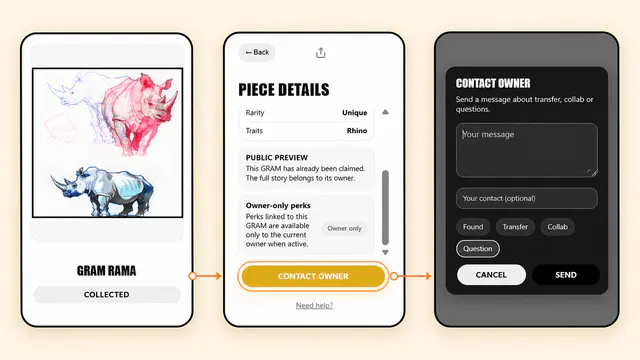 GRAM RAMA
COLLECTED
← Back
PIECE DETAILS
Rarity Unique
Traits Rhino
PUBLIC PREVIEW
This GRAM has already been claimed.
The full story belongs to its owner.
Owner-only perks
Perks linked to this GRAM are available only to the current owner when active.
Owner only
CONTACT OWNER
Need help?
CONTACT OWNER
Send a message about transfer, collab or
questions.
Your message
Your contact (optional)
Found Transfer Collab
Question
CANCEL SEND